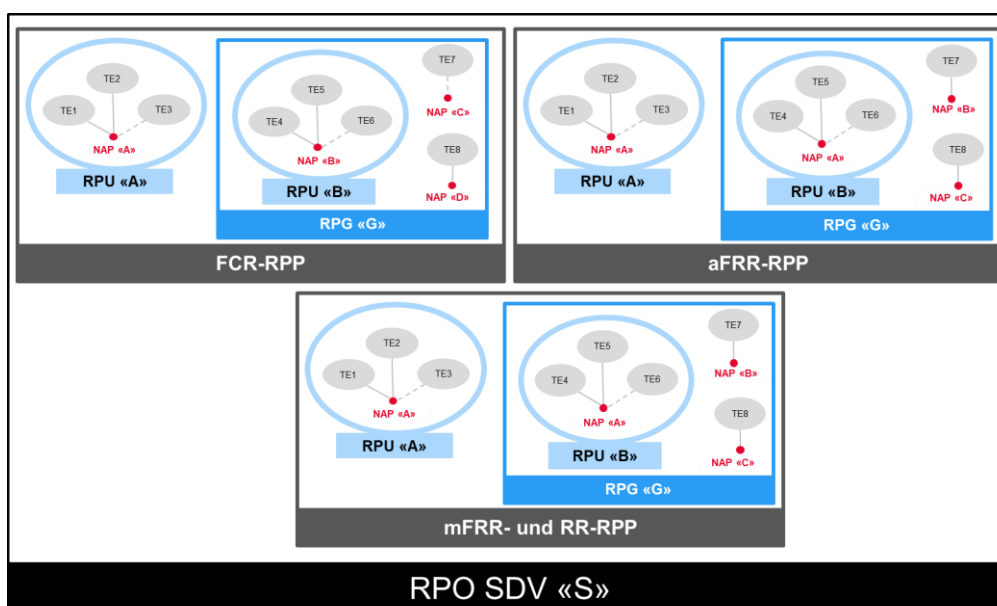 TE1
TE2
TE3
NAP «A»
RPU «A»
TE4
TE5
TE6
NAP «B»
RPU «B»
TE7
NAP «C»
TE8
NAP «D»
RPG «G»
FCR-RPP
TE1
TE2
TE3
NAP «A»
RPU «A»
TE4
TE5
TE6
NAP «A»
RPU «B»
TE7
NAP «B»
TE8
NAP «C»
RPG «G»
aFRR-RPP
TE1
TE2
TE3
NAP «A»
RPU «A»
TE4
TE5
TE6
NAP «A»
RPU «B»
TE7
NAP «B»
TE8
NAP «C»
RPG «G»
mFRR- und RR-RPP
RPO SDV «S»